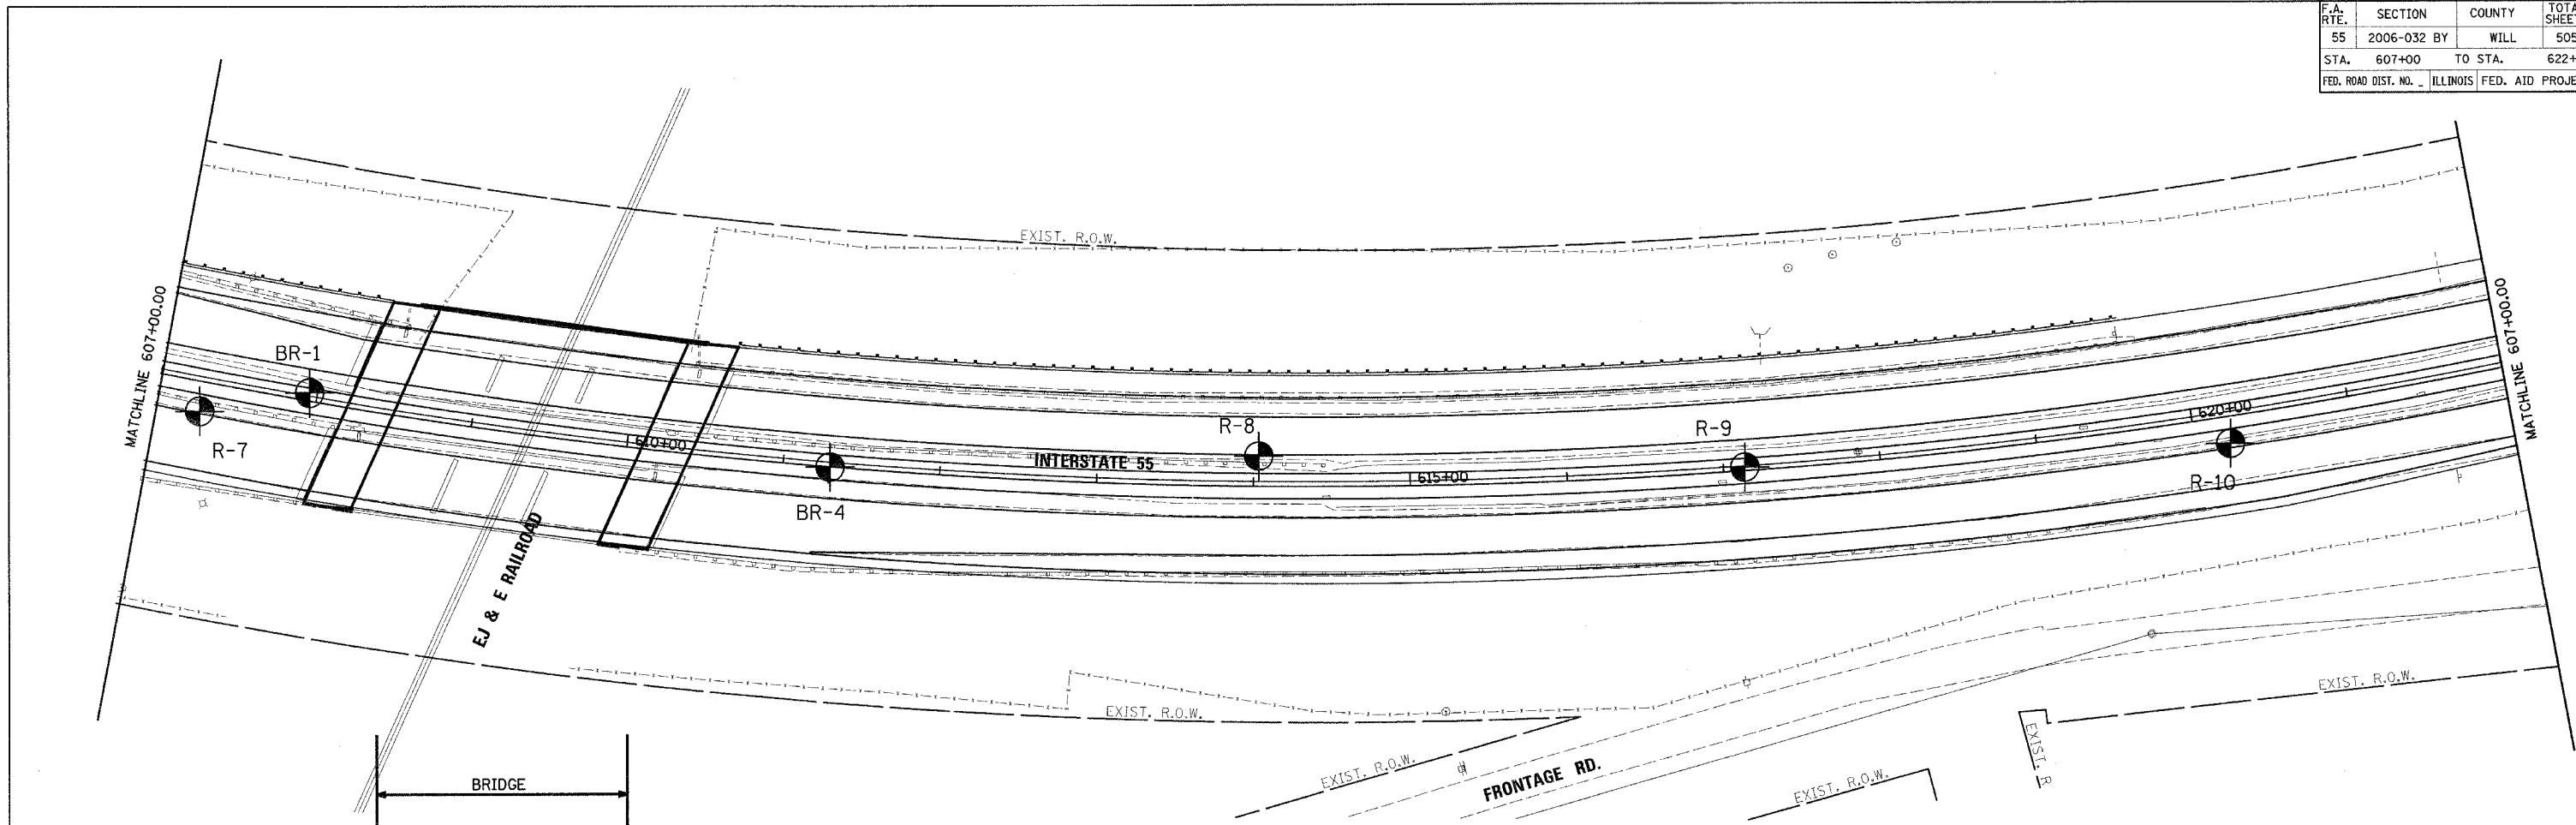 F.A. RTE. SECTION COUNTY
55 2006-032 BY WILL 505
STA. 607+00 TO STA. 622+
FED. ROAD DIST. NO. _ ILLINOIS FED. AID
EXIST. R.O.W.
MATCHLINE 607+00.00
MATCHLINE 607+00.00
BR-1
R-7
610+00
BR-4
INTERSTATE 55
R-8
615+00
R-9
620+00
R-10
EJ & E RAILROAD
EXIST. R.O.W.
EXIST. R.O.W.
EXIST. R.O.W.
FRONTAGE RD.
EXIST. R.O.W.
EXIST. R
BRIDGE